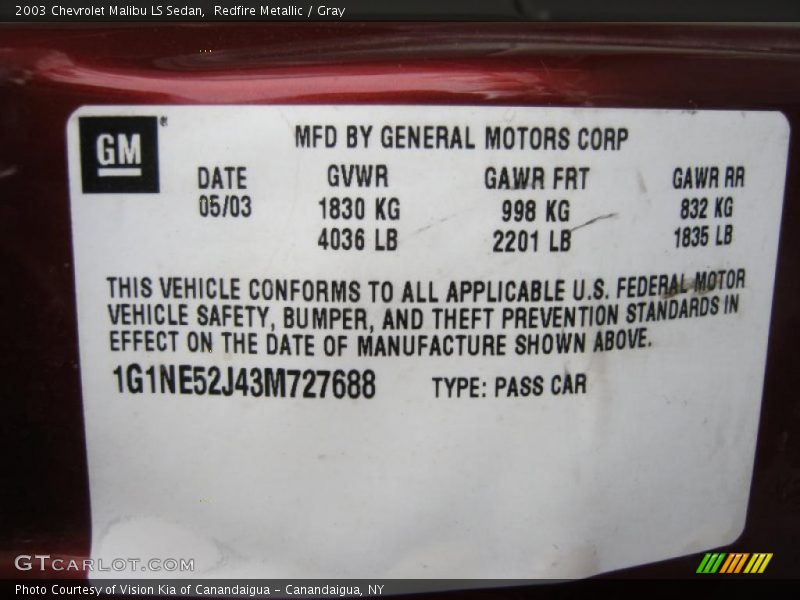 2003 Chevrolet Malibu LS Sedan, Redfire Metallic / Gray
GM
MFD BY GENERAL MOTORS CORP
DATE GVWR GAWR FRT GAWR RR
05/03 1830 KG 998 KG 832 KG
4036 LB 2201 LB 1835 LB
THIS VEHICLE CONFORMS TO ALL APPLICABLE U.S. FEDERAL MOTOR
VEHICLE SAFETY, BUMPER, AND THEFT PREVENTION STANDARDS IN
EFFECT ON THE DATE OF MANUFACTURE SHOWN ABOVE.
1G1NE52J43M727688 TYPE: PASS CAR
GTCARLOT.COM
Photo Courtesy of Vision Kia of Canandaigua - Canandaigua, NY